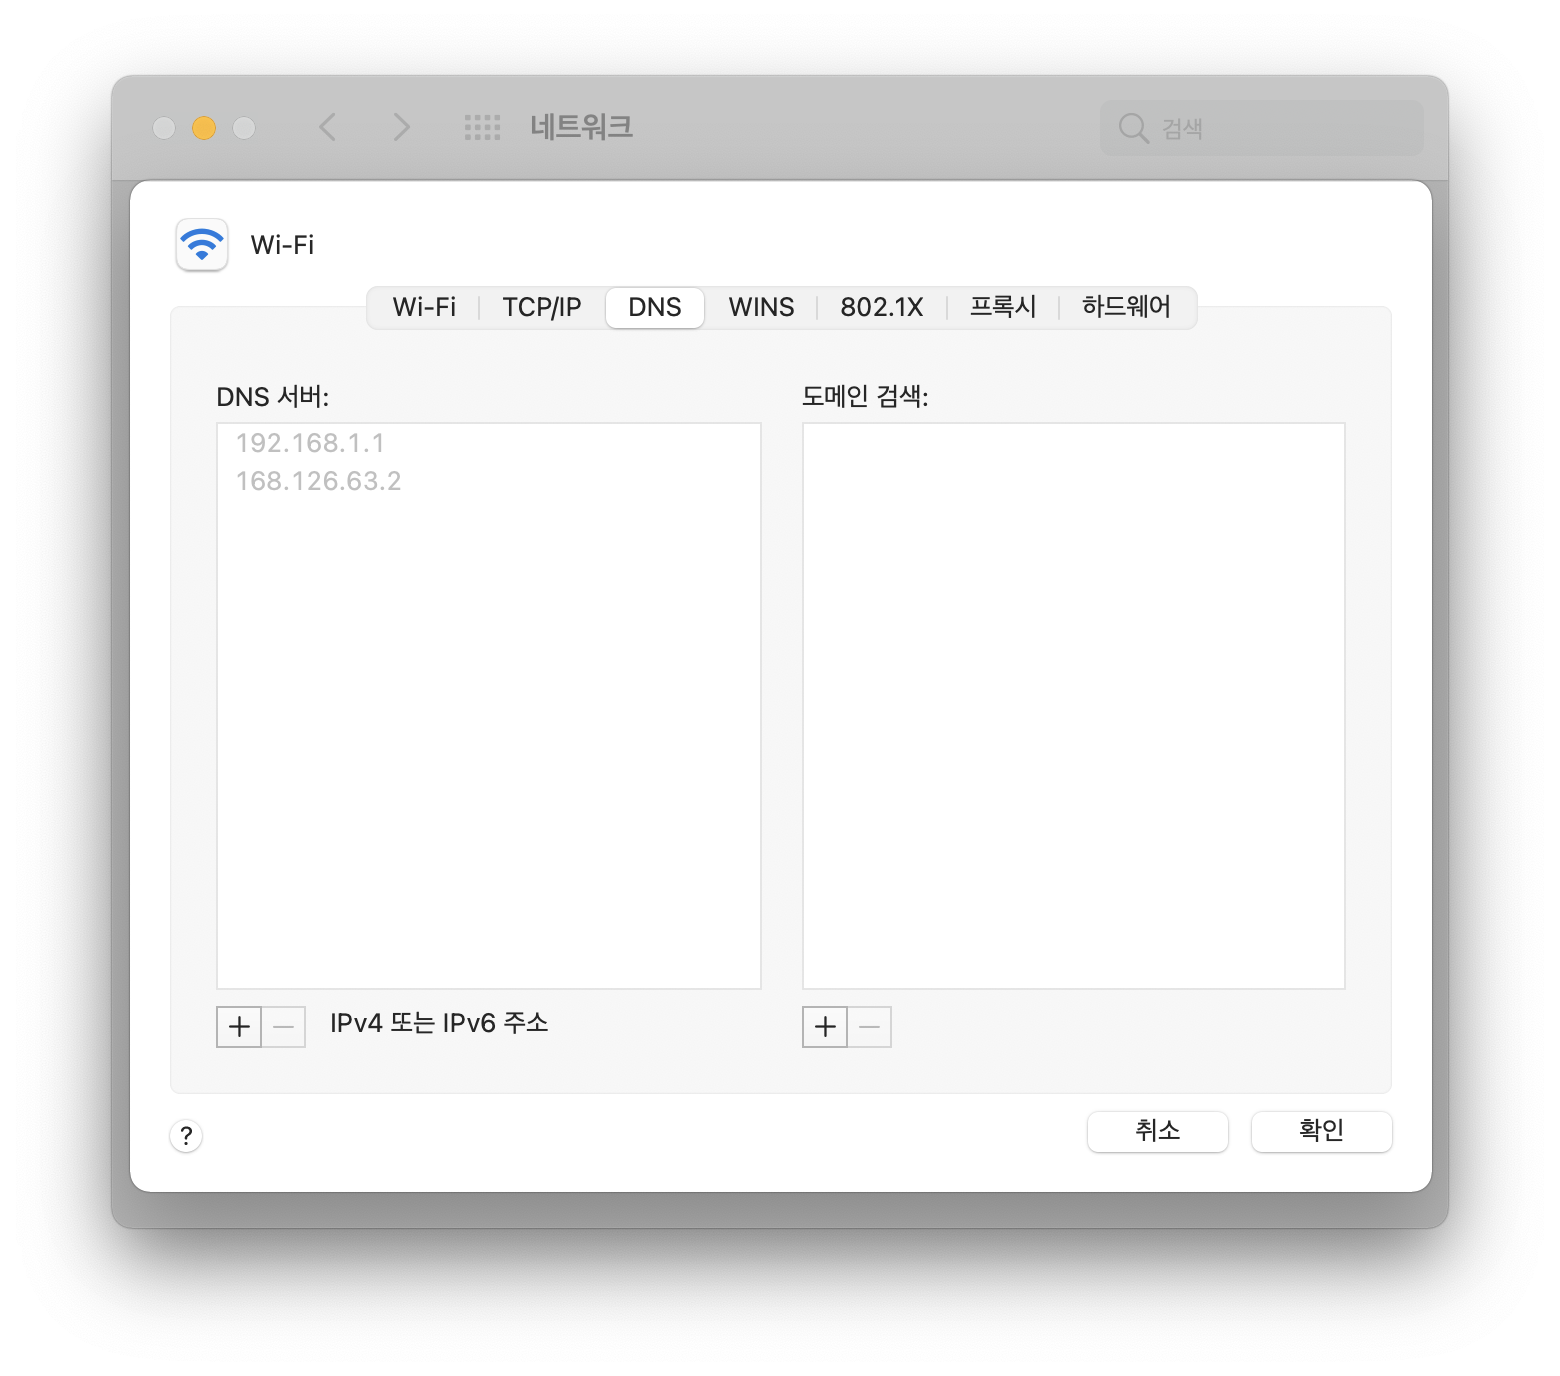 네트워크
검색
Wi-Fi
Wi-Fi TCP/IP DNS WINS 802.1X 프록시 하드웨어
DNS 서버:
192.168.1.1
168.126.63.2
IPv4 또는 IPv6 주소
도메인 검색:
?
취소 확인